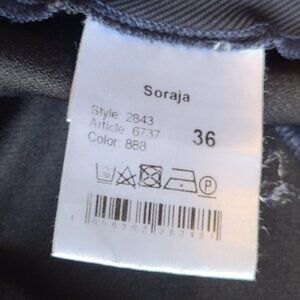 Soraja
Style: 2843
Article: 6737
Color: 888
36
P